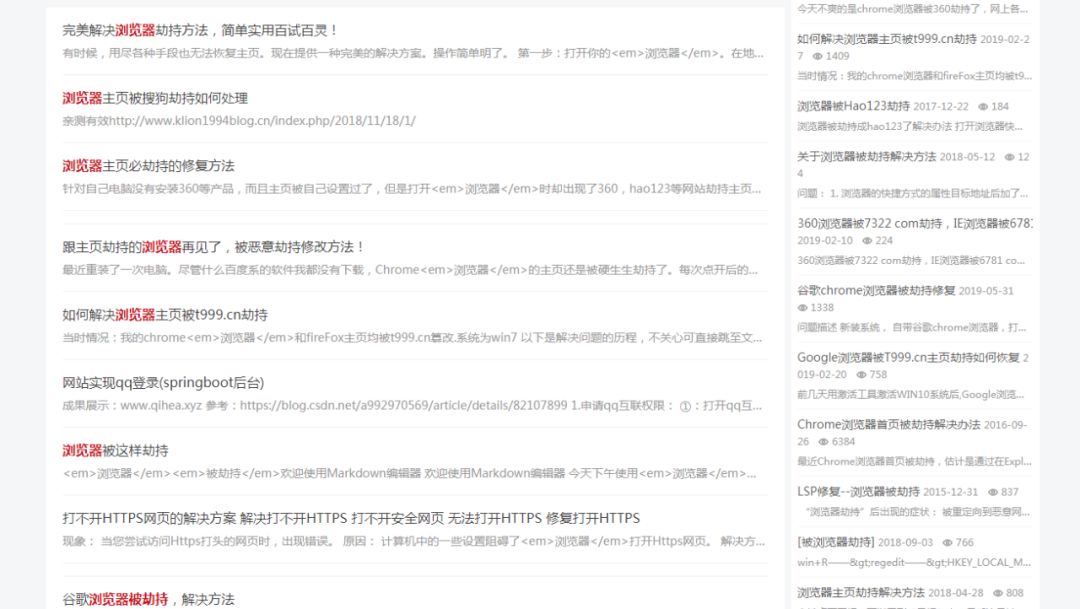 完美解决浏览器劫持方法，简单实用百试百灵！
有时候，用尽各种手段也无法恢复主页。现在提供一种完美的解决方案。操作简单明了。 第一步：打开你的<em>浏览器</em>。在地...
浏览器主页被搜狗劫持如何处理
亲测有效http://www.klion1994blog.cn/index.php/2018/11/18/1/
浏览器主页必劫持的修复方法
针对自己电脑没有安装360等产品，而且主页被自己设置过了，但是打开<em>浏览器</em>时却出现了360，hao123等网站劫持主页...
跟主页劫持的浏览器再见了，被恶意劫持修改方法！
最近重装了一次电脑。尽管什么百度系的软件我都没有下载，Chrome<em>浏览器</em>的主页还是被硬生生劫持了。每次点开后的...
如何解决浏览器主页被t999.cn劫持
当时情况：我的chrome<em>浏览器</em>和fireFox主页均被t999.cn篡改.系统为win7 以下是解决问题的历程，不关心可直接跳至文...
网站实现qq登录(springboot后台)
成果展示：www.qihea.xyz 参考：https://blog.csdn.net/a992970569/article/details/82107899 1.申请qq互联权限： ①：打开qq互...
浏览器被这样劫持
<em>浏览器</em><em>被劫持</em>欢迎使用Markdown编辑器 欢迎使用Markdown编辑器 今天下午使用<em>浏览器</em>...
打不开HTTPS网页的解决方案 解决打不开HTTPS 打不开安全网页 无法打开HTTPS 修复打开HTTPS
现象： 当您尝试访问Https打头的网页时，出现错误。 原因： 计算机中的一些设置阻碍了<em>浏览器</em>打开Https网页。 解决方...
谷歌浏览器被劫持，解决方法
今天不爽的是chrome浏览器被360劫持了，网上各...
如何解决浏览器主页被t999.cn劫持 2019-02-2
7 1409
当时情况：我的chrome浏览器和fireFox主页均被t9...
浏览器被Hao123劫持 2017-12-22 184
浏览器被劫持成hao123了解决办法 打开浏览器快...
关于浏览器被劫持解决方法 2018-05-12 12
4
问题： 1. 浏览器的快捷方式的属性目标地址后加了...
360浏览器被7322 com劫持，IE浏览器被6781
2019-02-10 224
360浏览器被7322 com劫持，IE浏览器被6781 co...
谷歌chrome浏览器被劫持修复 2019-05-31
1338
问题描述 新装系统， 自带谷歌chrome浏览器，打...
Google浏览器被T999.cn主页劫持如何恢复 2
019-02-20 758
前几天用激活工具激活WIN10系统后,Google浏览...
Chrome浏览器首页被劫持解决办法 2016-09-
26 6384
最近Chrome浏览器首页被劫持，估计是通过在Expl...
LSP修复--浏览器被劫持 2015-12-31 837
“浏览器劫持”后出现的症状： 被重定向到恶意网...
[被浏览器劫持] 2018-09-03 766
win+R——&gt;regedit——&gt;HKEY_LOCAL_M...
浏览器主页劫持解决方法 2018-04-28 808